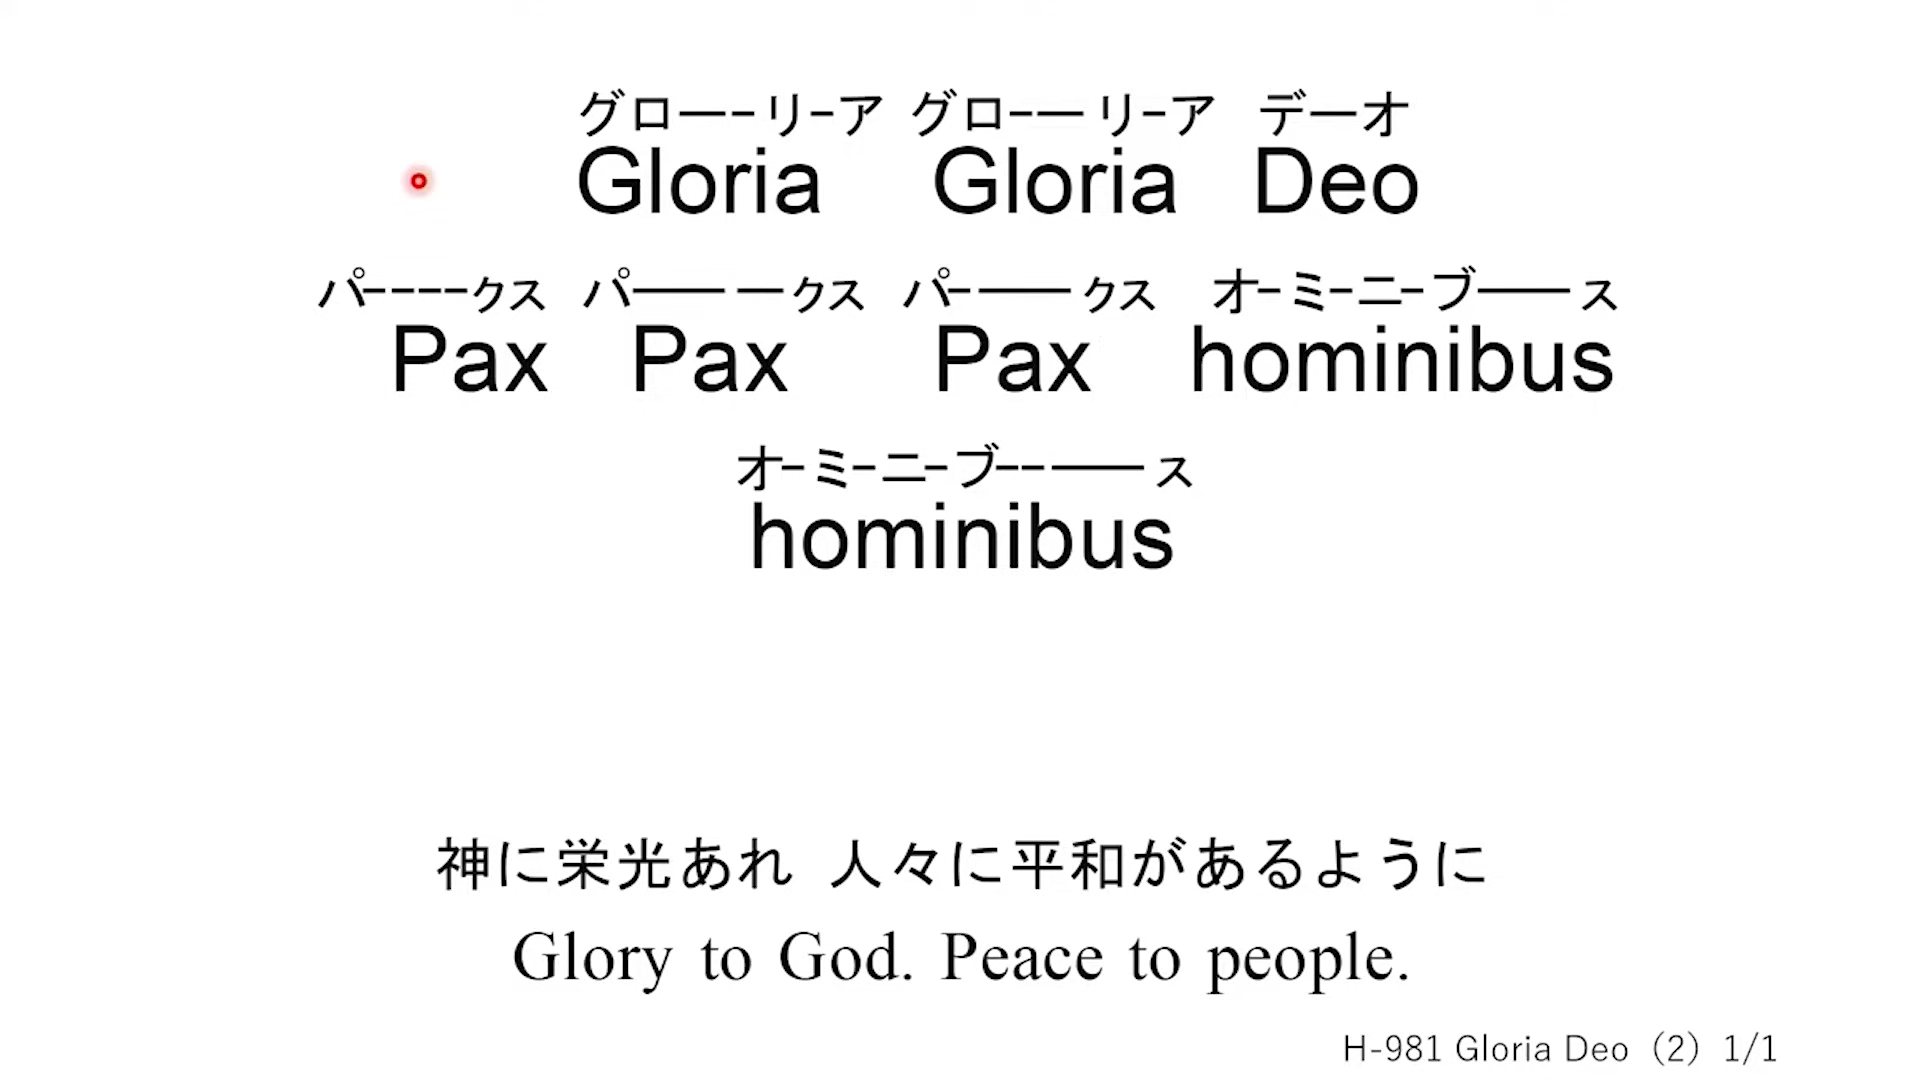 グロ―-リ-ア グロ-―リ-ア デ―オ
Gloria Gloria Deo
パ----クス パ―――クス パ-――クス オ-ミ-ニ-ブ――ス
Pax Pax Pax hominibus
オ-ミ-ニ-ブ--――ス
hominibus
神に栄光あれ 人々に平和があるように
Glory to God. Peace to people.
H-981 Gloria Deo（2）1/1